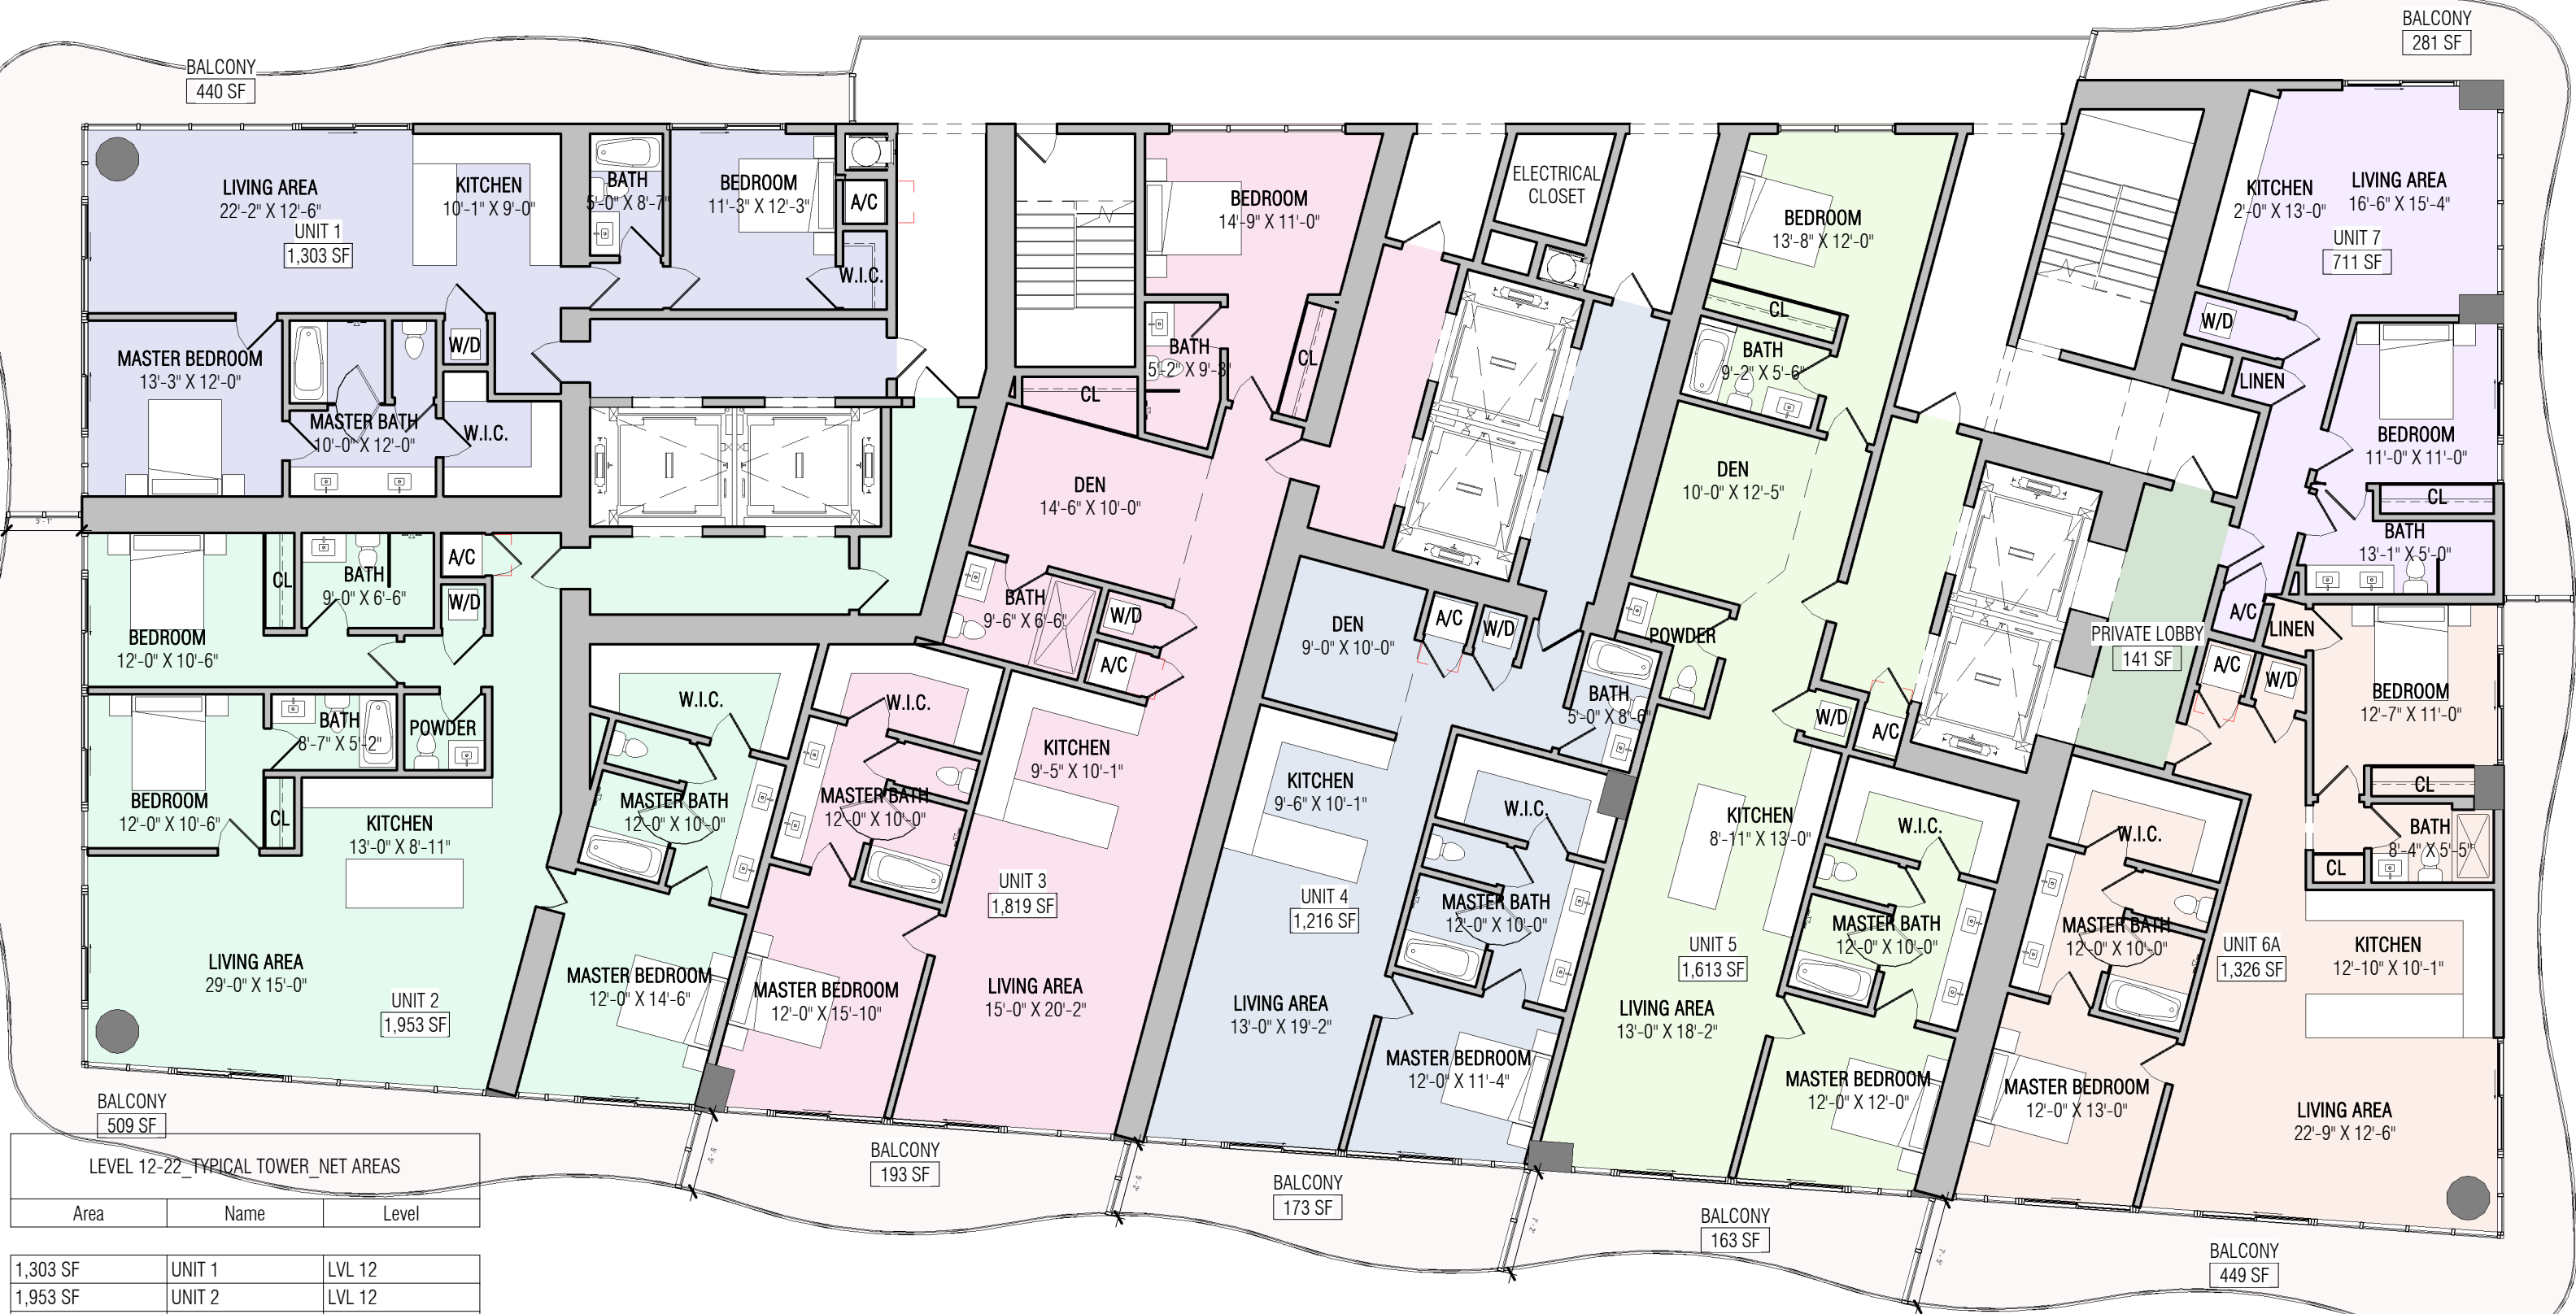 BALCONY
440 SF
BALCONY
281 SF
LIVING AREA
22'-2" X 12'-6"
UNIT 1
1,303 SF
KITCHEN
10'-1" X 9'-0"
BATH
5'-0" X 8'-7"
BEDROOM
11'-3" X 12'-3"
A/C
W.I.C.
MASTER BEDROOM
13'-3" X 12'-0"
MASTER BATH
10'-0" X 12'-0"
W/D
W.I.C.
BEDROOM
14'-9" X 11'-0"
BATH
5'-2" X 9'-3"
CL
CL
DEN
14'-6" X 10'-0"
BATH
9'-6" X 6'-6"
W/D
A/C
ELECTRICAL
CLOSET
BEDROOM
13'-8" X 12'-0"
CL
BATH
9'-2" X 5'-6"
DEN
10'-0" X 12'-5"
POWDER
KITCHEN
2'-0" X 13'-0"
LIVING AREA
16'-6" X 15'-4"
UNIT 7
711 SF
W/D
LINEN
BEDROOM
11'-0" X 11'-0"
CL
BATH
13'-1" X 5'-0"
A/C
5'-1"
BEDROOM
12'-0" X 10'-6"
CL
BATH
9'-0" X 6'-6"
A/C
W/D
BEDROOM
12'-0" X 10'-6"
CL
BATH
8'-7" X 5'-2"
POWDER
KITCHEN
13'-0" X 8'-11"
LIVING AREA
29'-0" X 15'-0"
UNIT 2
1,953 SF
W.I.C.
MASTER BATH
12'-0" X 10'-0"
MASTER BEDROOM
12'-0" X 14'-6"
W.I.C.
MASTER BATH
12'-0" X 10'-0"
MASTER BEDROOM
12'-0" X 15'-10"
KITCHEN
9'-5" X 10'-1"
UNIT 3
1,819 SF
LIVING AREA
15'-0" X 20'-2"
DEN
9'-0" X 10'-0"
A/C
W/D
BATH
5'-0" X 8'-6"
KITCHEN
9'-6" X 10'-1"
W.I.C.
UNIT 4
1,216 SF
MASTER BATH
12'-0" X 10'-0"
LIVING AREA
13'-0" X 19'-2"
MASTER BEDROOM
12'-0" X 11'-4"
W/D
A/C
KITCHEN
8'-11" X 13'-0"
W.I.C.
UNIT 5
1,613 SF
MASTER BATH
12'-0" X 10'-0"
LIVING AREA
13'-0" X 18'-2"
MASTER BEDROOM
12'-0" X 12'-0"
PRIVATE LOBBY
141 SF
LINEN
A/C
W/D
BEDROOM
12'-7" X 11'-0"
CL
BATH
8'-4" X 5'-5"
CL
W.I.C.
MASTER BATH
12'-0" X 10'-0"
UNIT 6A
1,326 SF
KITCHEN
12'-10" X 10'-1"
MASTER BEDROOM
12'-0" X 13'-0"
LIVING AREA
22'-9" X 12'-6"
BALCONY
509 SF
BALCONY
193 SF
BALCONY
173 SF
BALCONY
163 SF
BALCONY
449 SF
LEVEL 12-22_TYPICAL TOWER_NET AREAS
Area Name Level
1,303 SF UNIT 1 LVL 12
1,953 SF UNIT 2 LVL 12